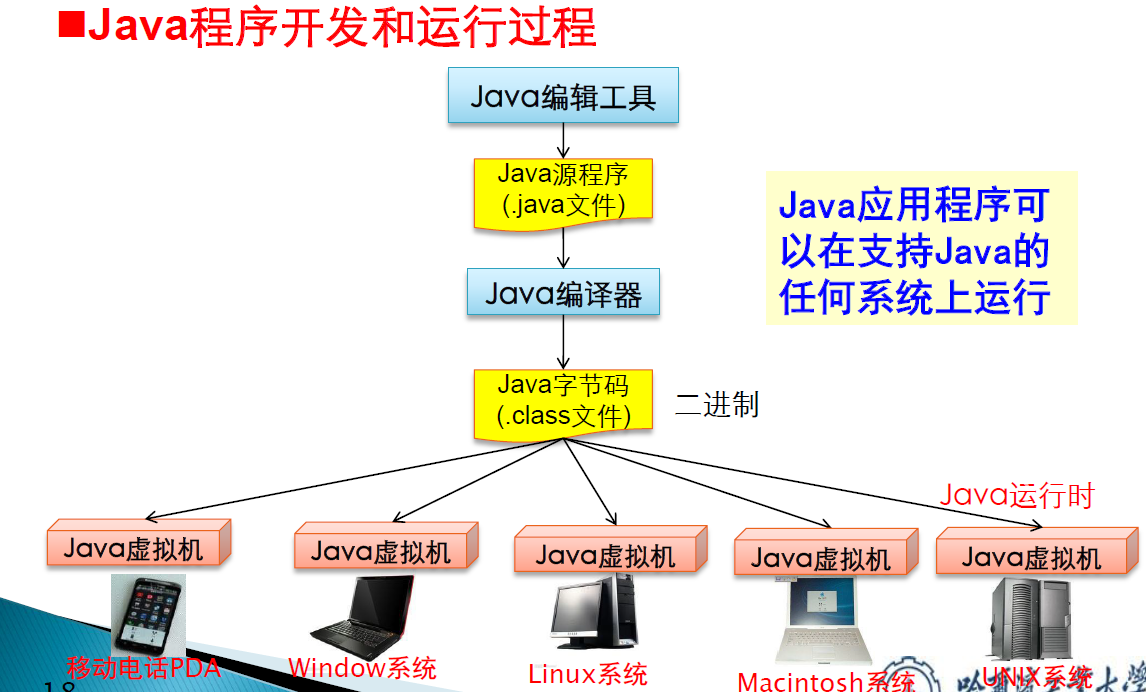 Java程序开发和运行过程
Java编辑工具
Java源程序
(.java文件)
Java应用程序可
以在支持Java的
任何系统上运行
Java编译器
Java字节码
(.class文件)
二进制
Java运行时
Java虚拟机
Java虚拟机
Java虚拟机
Java虚拟机
Java虚拟机
移动电话PDA
Window系统
Linux系统
Macintosh系统
UNIX系统
18